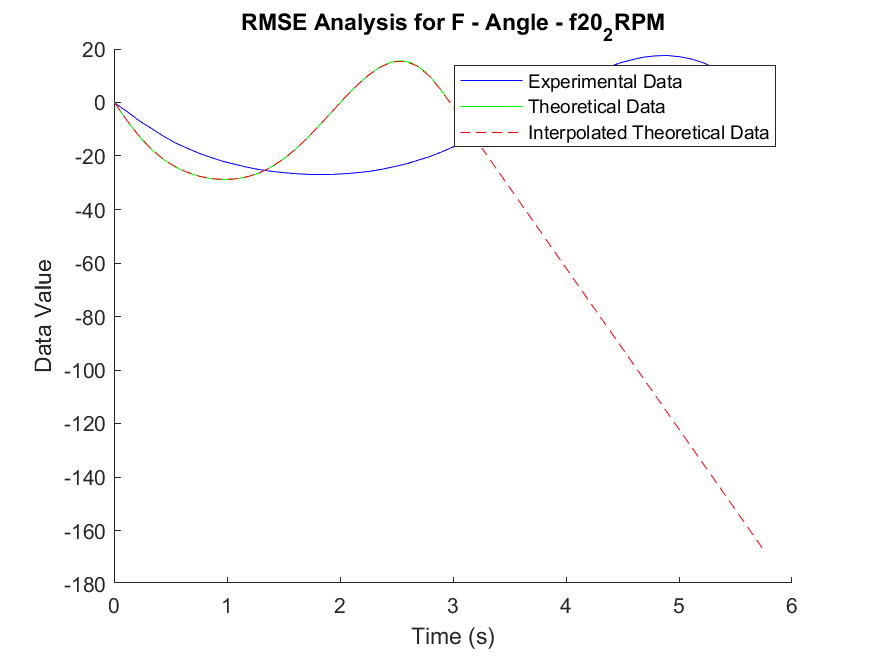 RMSE Analysis for F - Angle - f20₂RPM
20
0
-20
-40
-60
-80
-100
-120
-140
-160
-180
Data Value
Experimental Data
Theoretical Data
Interpolated Theoretical Data
0 1 2 3 4 5 6
Time (s)